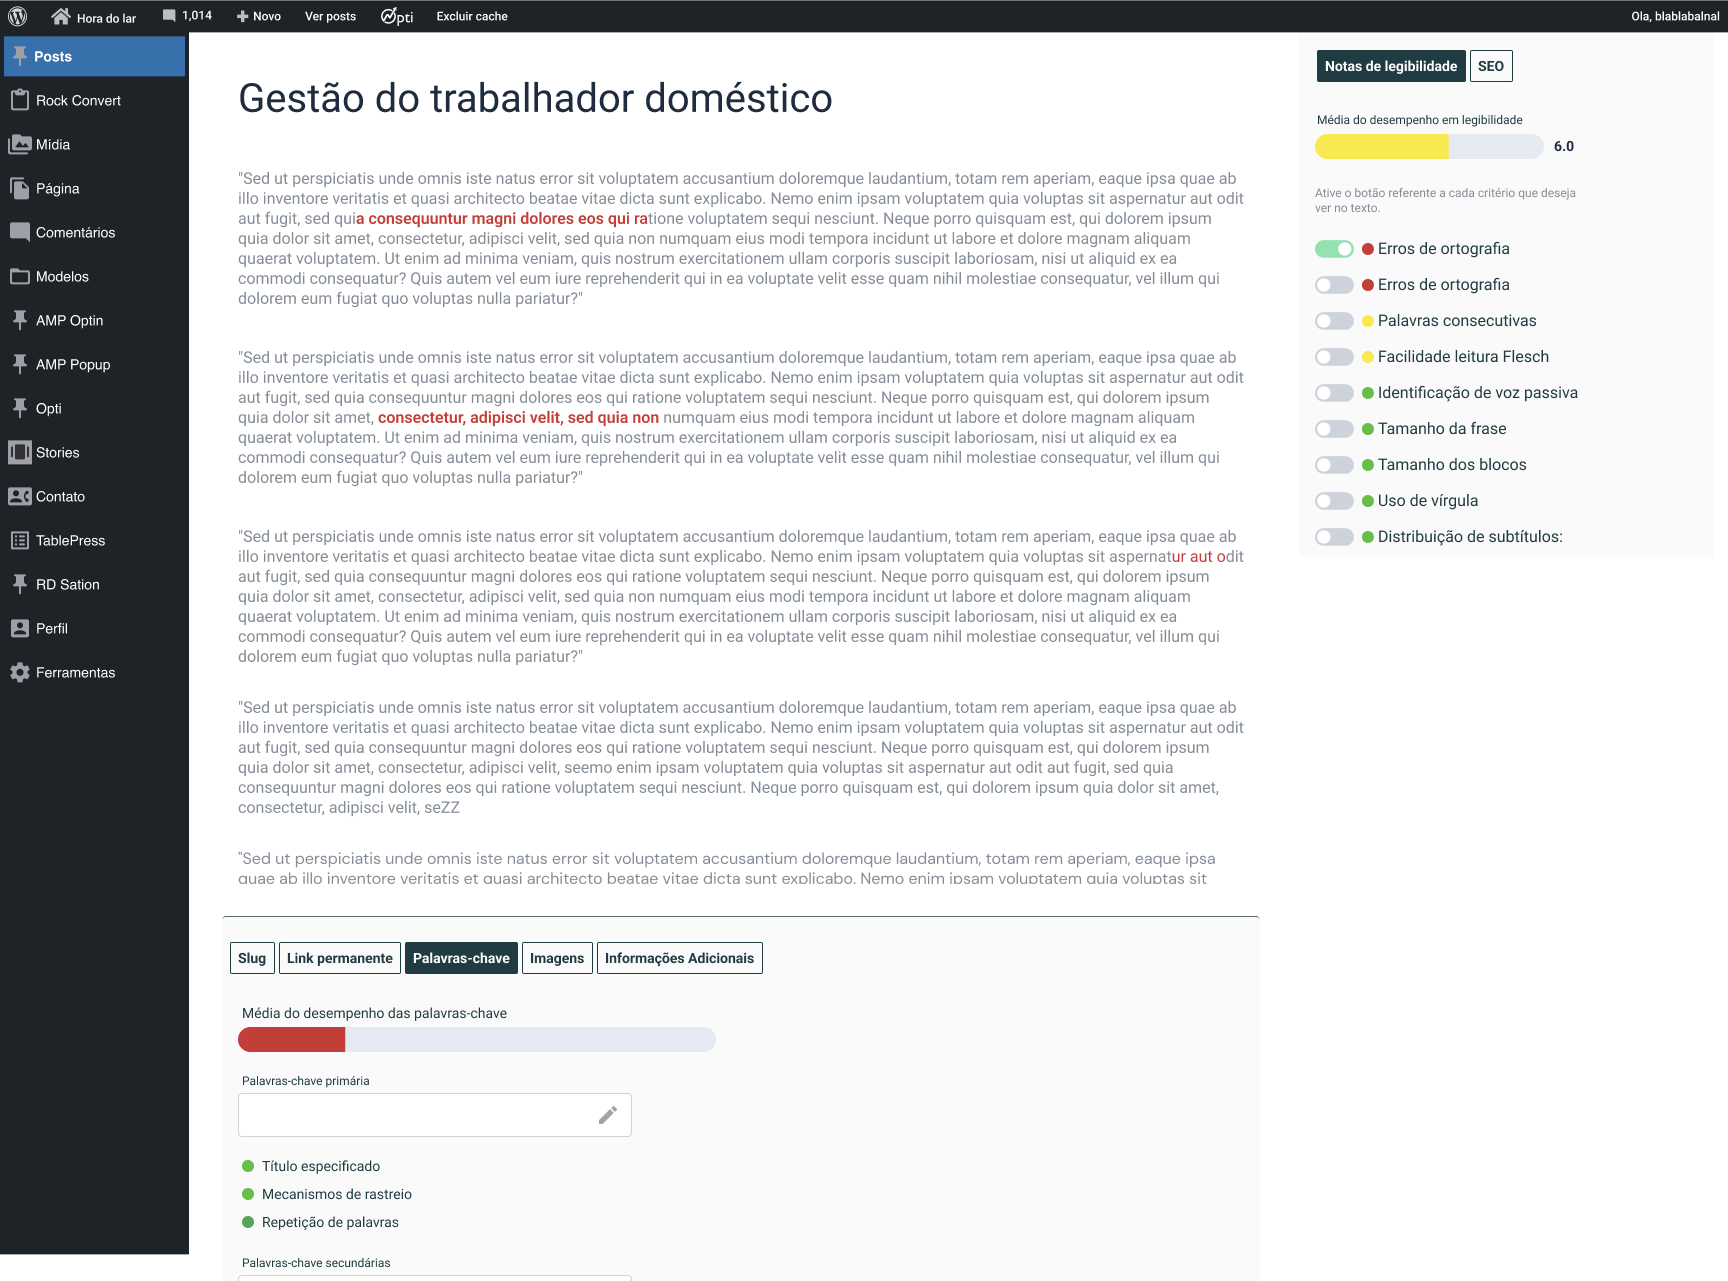 Hora do lar
1,014
Novo
Ver posts
Opti
Excluir cache
Ola, blablabalnal
Posts
Rock Convert
Mídia
Página
Comentários
Modelos
AMP Optin
AMP Popup
Opti
Stories
Contato
TablePress
RD Sation
Perfil
Ferramentas
Gestão do trabalhador doméstico
"Sed ut perspiciatis unde omnis iste natus error sit voluptatem accusantium doloremque laudantium, totam rem aperiam, eaque ipsa quae ab
illo inventore veritatis et quasi architecto beatae vitae dicta sunt explicabo. Nemo enim ipsam voluptatem quia voluptas sit aspernatur aut odit
aut fugit, sed quia consequuntur magni dolores eos qui ratione voluptatem sequi nesciunt. Neque porro quisquam est, qui dolorem ipsum
quia dolor sit amet, consectetur, adipisci velit, sed quia non numquam eius modi tempora incidunt ut labore et dolore magnam aliquam
quaerat voluptatem. Ut enim ad minima veniam, quis nostrum exercitationem ullam corporis suscipit laboriosam, nisi ut aliquid ex ea
commodi consequatur? Quis autem vel eum iure reprehenderit qui in ea voluptate velit esse quam nihil molestiae consequatur, vel illum qui
dolorem eum fugiat quo voluptas nulla pariatur?"
"Sed ut perspiciatis unde omnis iste natus error sit voluptatem accusantium doloremque laudantium, totam rem aperiam, eaque ipsa quae ab
illo inventore veritatis et quasi architecto beatae vitae dicta sunt explicabo. Nemo enim ipsam voluptatem quia voluptas sit aspernatur aut odit
aut fugit, sed quia consequuntur magni dolores eos qui ratione voluptatem sequi nesciunt. Neque porro quisquam est, qui dolorem ipsum
quia dolor sit amet, consectetur, adipisci velit, sed quia non numquam eius modi tempora incidunt ut labore et dolore magnam aliquam
quaerat voluptatem. Ut enim ad minima veniam, quis nostrum exercitationem ullam corporis suscipit laboriosam, nisi ut aliquid ex ea
commodi consequatur? Quis autem vel eum iure reprehenderit qui in ea voluptate velit esse quam nihil molestiae consequatur, vel illum qui
dolorem eum fugiat quo voluptas nulla pariatur?"
"Sed ut perspiciatis unde omnis iste natus error sit voluptatem accusantium doloremque laudantium, totam rem aperiam, eaque ipsa quae ab
illo inventore veritatis et quasi architecto beatae vitae dicta sunt explicabo. Nemo enim ipsam voluptatem quia voluptas sit aspernatur aut odit
aut fugit, sed quia consequuntur magni dolores eos qui ratione voluptatem sequi nesciunt. Neque porro quisquam est, qui dolorem ipsum
quia dolor sit amet, consectetur, adipisci velit, sed quia non numquam eius modi tempora incidunt ut labore et dolore magnam aliquam
quaerat voluptatem. Ut enim ad minima veniam, quis nostrum exercitationem ullam corporis suscipit laboriosam, nisi ut aliquid ex ea
commodi consequatur? Quis autem vel eum iure reprehenderit qui in ea voluptate velit esse quam nihil molestiae consequatur, vel illum qui
dolorem eum fugiat quo voluptas nulla pariatur?"
"Sed ut perspiciatis unde omnis iste natus error sit voluptatem accusantium doloremque laudantium, totam rem aperiam, eaque ipsa quae ab
illo inventore veritatis et quasi architecto beatae vitae dicta sunt explicabo. Nemo enim ipsam voluptatem quia voluptas sit aspernatur aut odit
aut fugit, sed quia consequuntur magni dolores eos qui ratione voluptatem sequi nesciunt. Neque porro quisquam est, qui dolorem ipsum
quia dolor sit amet, consectetur, adipisci velit, seemo enim ipsam voluptatem quia voluptas sit aspernatur aut odit aut fugit, sed quia
consequuntur magni dolores eos qui ratione voluptatem sequi nesciunt. Neque porro quisquam est, qui dolorem ipsum quia dolor sit amet,
consectetur, adipisci velit, seZZ
"Sed ut perspiciatis unde omnis iste natus error sit voluptatem accusantium doloremque laudantium, totam rem aperiam, eaque ipsa
quae ab illo inventore veritatis et quasi architecto beatae vitae dicta sunt explicabo. Nemo enim ipsam voluptatem quia voluptas sit
Slug
Link permanente
Palavras-chave
Imagens
Informações Adicionais
Média do desempenho das palavras-chave
Palavras-chave primária
Título especificado
Mecanismos de rastreio
Repetição de palavras
Palavras-chave secundárias
Notas de legibilidade
SEO
Média do desempenho em legibilidade
6.0
Ative o botão referente a cada critério que deseja
ver no texto.
Erros de ortografia
Erros de ortografia
Palavras consecutivas
Facilidade leitura Flesch
Identificação de voz passiva
Tamanho da frase
Tamanho dos blocos
Uso de vírgula
Distribuição de subtítulos: